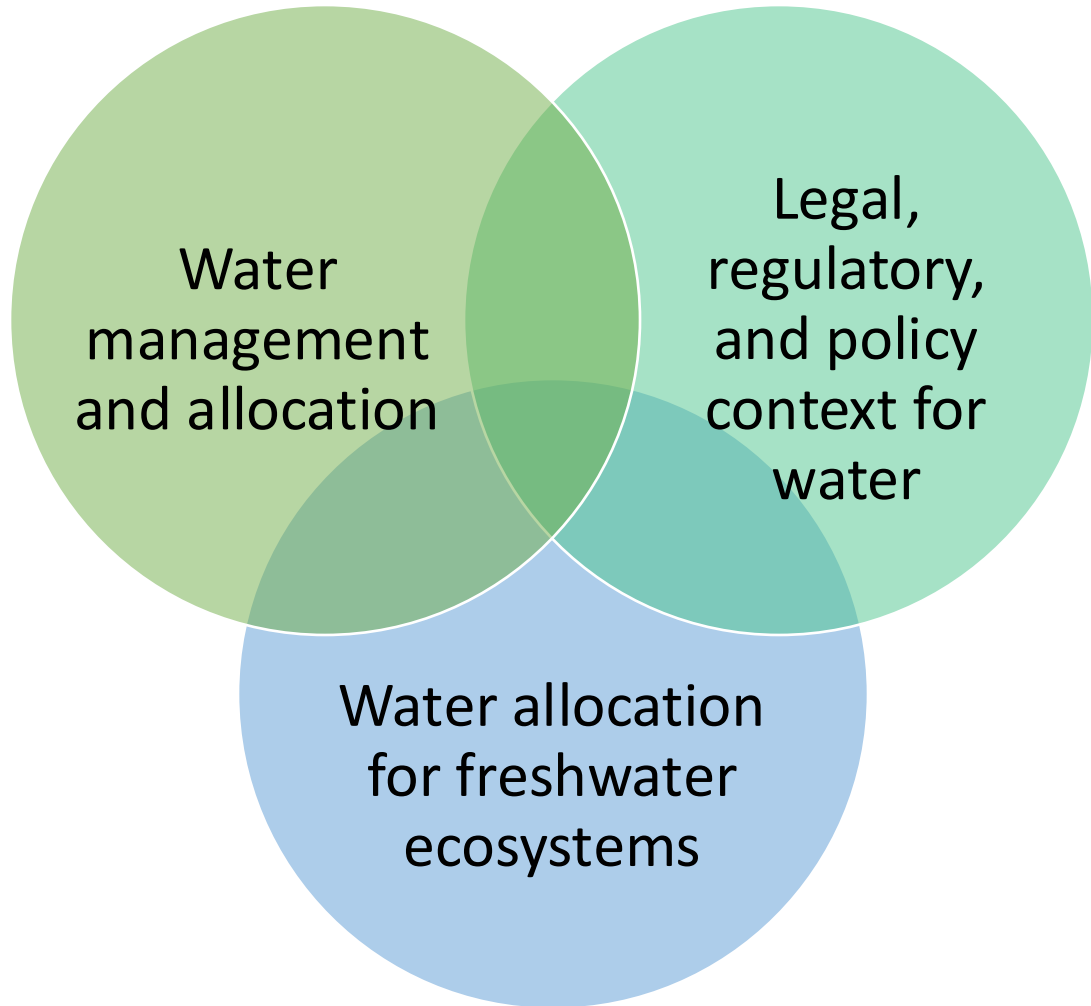 Water
management
and allocation
Legal,
regulatory,
and policy
context for
water
Water allocation
for freshwater
ecosystems